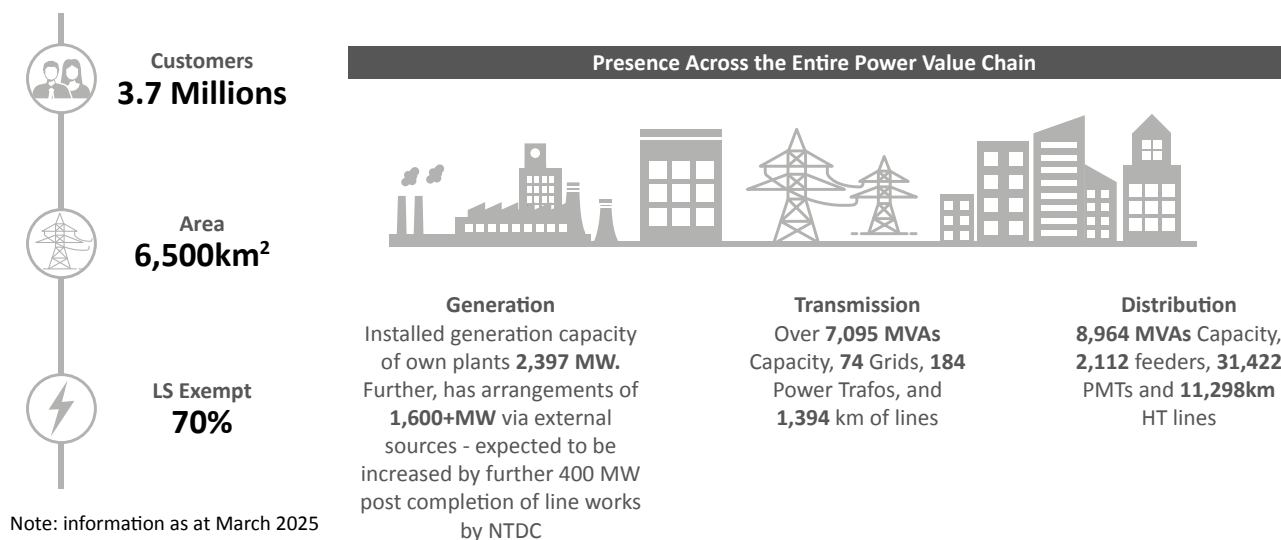 Customers
3.7 Millions
Area
6,500km²
LS Exempt
70%
Note: information as at March 2025
Presence Across the Entire Power Value Chain
Generation
Installed generation capacity
of own plants 2,397 MW.
Further, has arrangements of
1,600+MW via external
sources - expected to be
increased by further 400 MW
post completion of line works
by NTDC
Transmission
Over 7,095 MVAs
Capacity, 74 Grids, 184
Power Trafos, and
1,394 km of lines
Distribution
8,964 MVAs Capacity,
2,112 feeders, 31,422
PMTs and 11,298km
HT lines